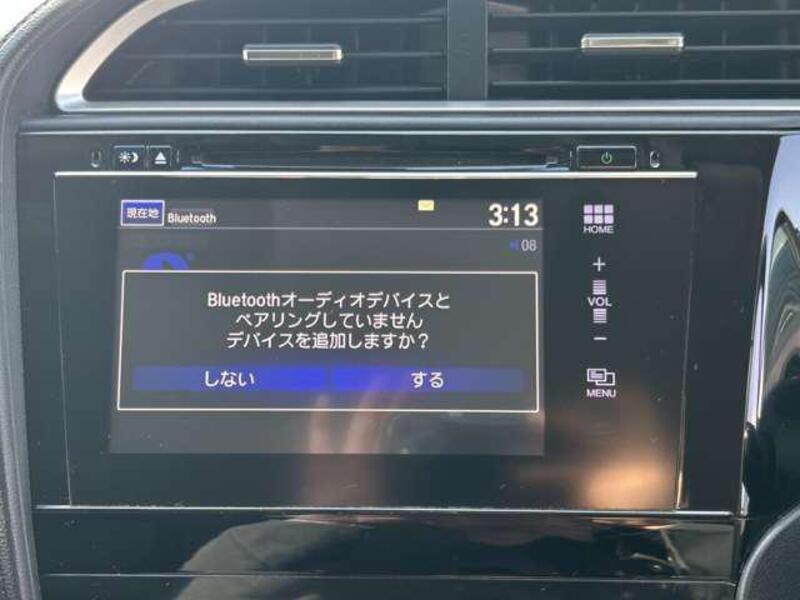 現在地 Bluetooth 3:13
08
Bluetoothオーディオデバイスと
ペアリングしていません
デバイスを追加しますか?
しない する
HOME
+
VOL
-
MENU